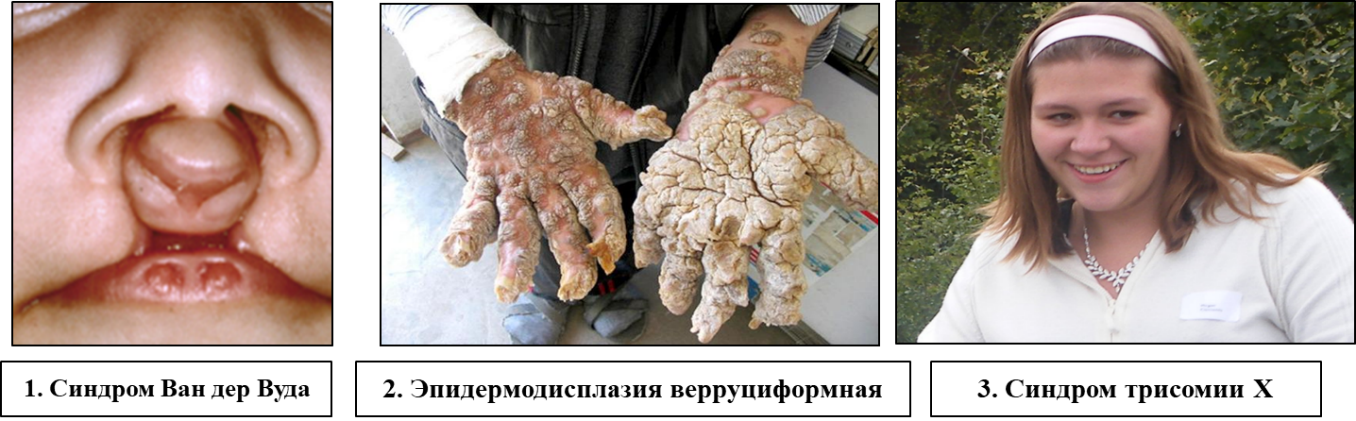 1. Синдром Ван дер Вуда
2. Эпидермодисплазия верруциформная
3. Синдром трисомии X